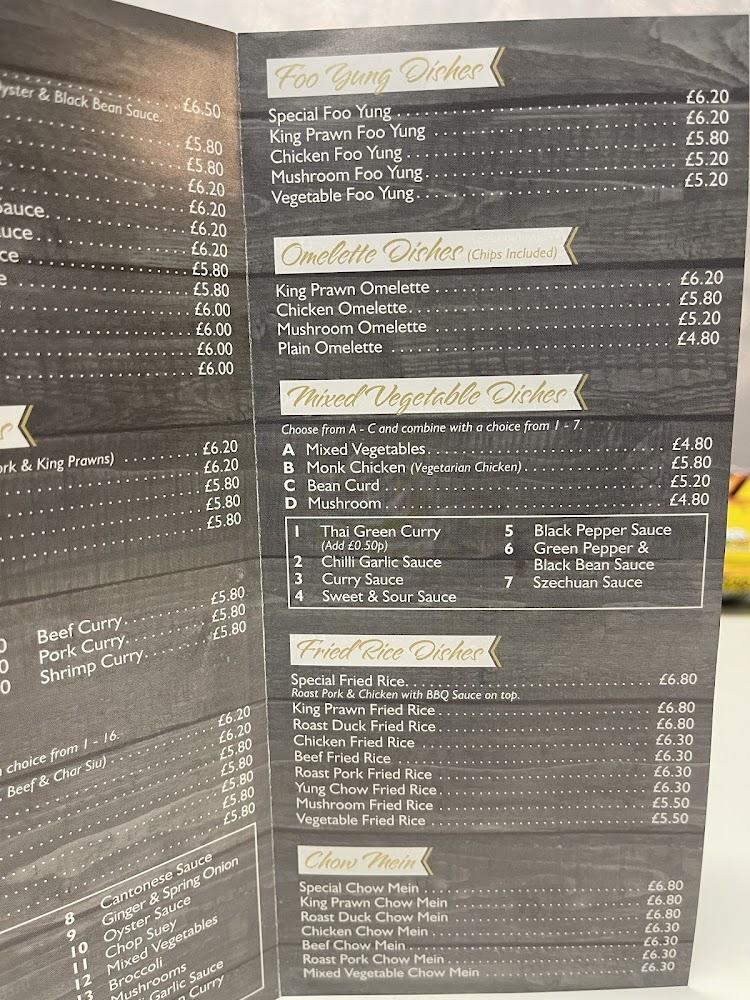 £6.50
yster & Black Bean Sauce.
£5.80
£5.80
£6.20
Sauce. £6.20
uce £6.20
ce £5.80
e £5.80
£6.00
£6.00
£6.00
£6.00
s
ork & King Prawns) £6.20
£6.20
£5.80
£5.80
£5.80
0 Beef Curry £5.80
0 Pork Curry £5.80
0 Shrimp Curry £5.80
choice from 1 - 16.
£6.20
Beef & Char Siu) £6.20
£5.80
£5.80
£5.80
£5.80
£5.80
8 Cantonese Sauce
9 Ginger & Spring Onion
10 Oyster Sauce
11 Chop Suey
12 Mixed Vegetables
13 Broccoli
Mushrooms
Garlic Sauce
Curry
Foo Yung Dishes
Special Foo Yung £6.20
King Prawn Foo Yung £6.20
Chicken Foo Yung £5.80
Mushroom Foo Yung £5.20
Vegetable Foo Yung £5.20
Omelette Dishes (Chips Included)
King Prawn Omelette £6.20
Chicken Omelette £5.80
Mushroom Omelette £5.20
Plain Omelette £4.80
Mixed Vegetable Dishes
Choose from A - C and combine with a choice from 1 - 7.
A Mixed Vegetables £4.80
B Monk Chicken (Vegetarian Chicken) £5.80
C Bean Curd £5.20
D Mushroom £4.80
1 Thai Green Curry
(Add £0.50p)
2 Chilli Garlic Sauce
3 Curry Sauce
4 Sweet & Sour Sauce
5 Black Pepper Sauce
6 Green Pepper &
Black Bean Sauce
7 Szechuan Sauce
Fried Rice Dishes
Special Fried Rice £6.80
Roast Pork & Chicken with BBQ Sauce on top.
King Prawn Fried Rice £6.80
Roast Duck Fried Rice £6.80
Chicken Fried Rice £6.30
Beef Fried Rice £6.30
Roast Pork Fried Rice £6.30
Yung Chow Fried Rice £6.30
Mushroom Fried Rice £5.50
Vegetable Fried Rice £5.50
Chow Mein
Special Chow Mein £6.80
King Prawn Chow Mein £6.80
Roast Duck Chow Mein £6.80
Chicken Chow Mein £6.30
Beef Chow Mein £6.30
Roast Pork Chow Mein £6.30
Mixed Vegetable Chow Mein £6.30